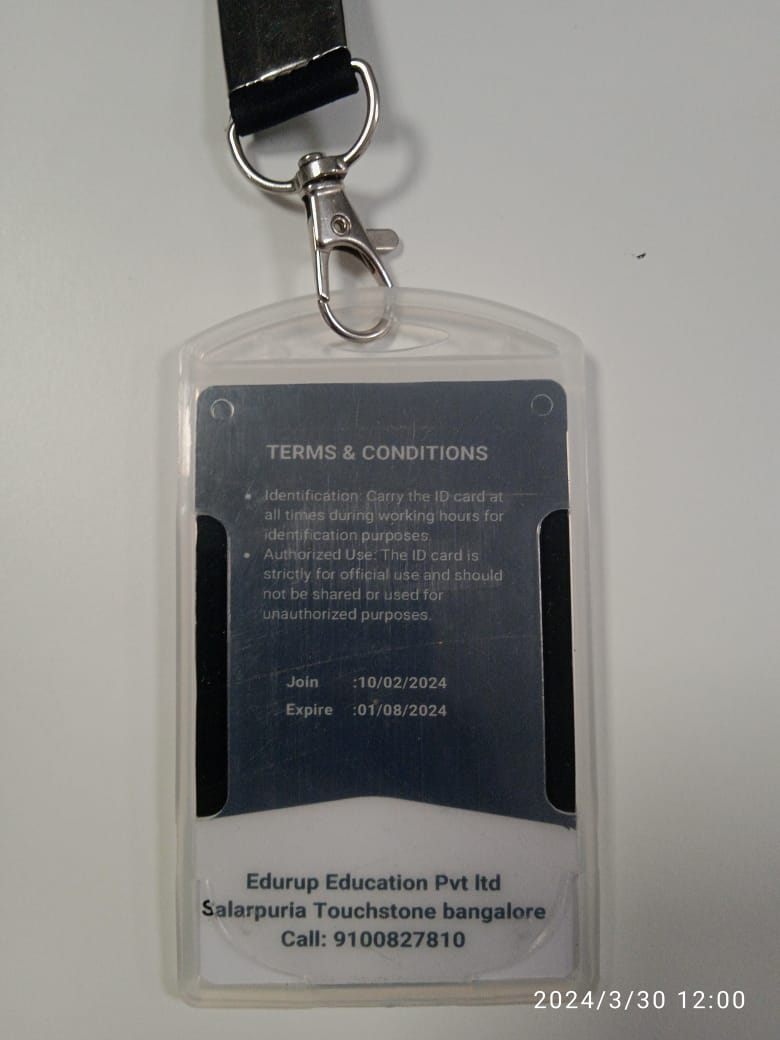 TERMS & CONDITIONS
• Identification: Carry the ID card at
all times during working hours for
identification purposes.
• Authorized Use: The ID card is
strictly for official use and should
not be shared or used for
unauthorized purposes.
Join :10/02/2024
Expire :01/08/2024
Edurup Education Pvt ltd
Salarpuria Touchstone bangalore
Call: 9100827810
2024/3/30 12:00